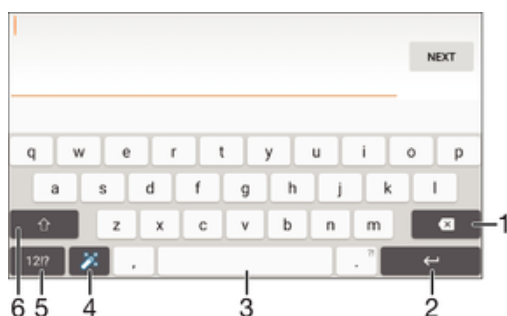 NEXT
q w e r t y u i o p
a s d f g h j k l
z x c v b n m 1
12!? , . ?!
6 5 4 3 2